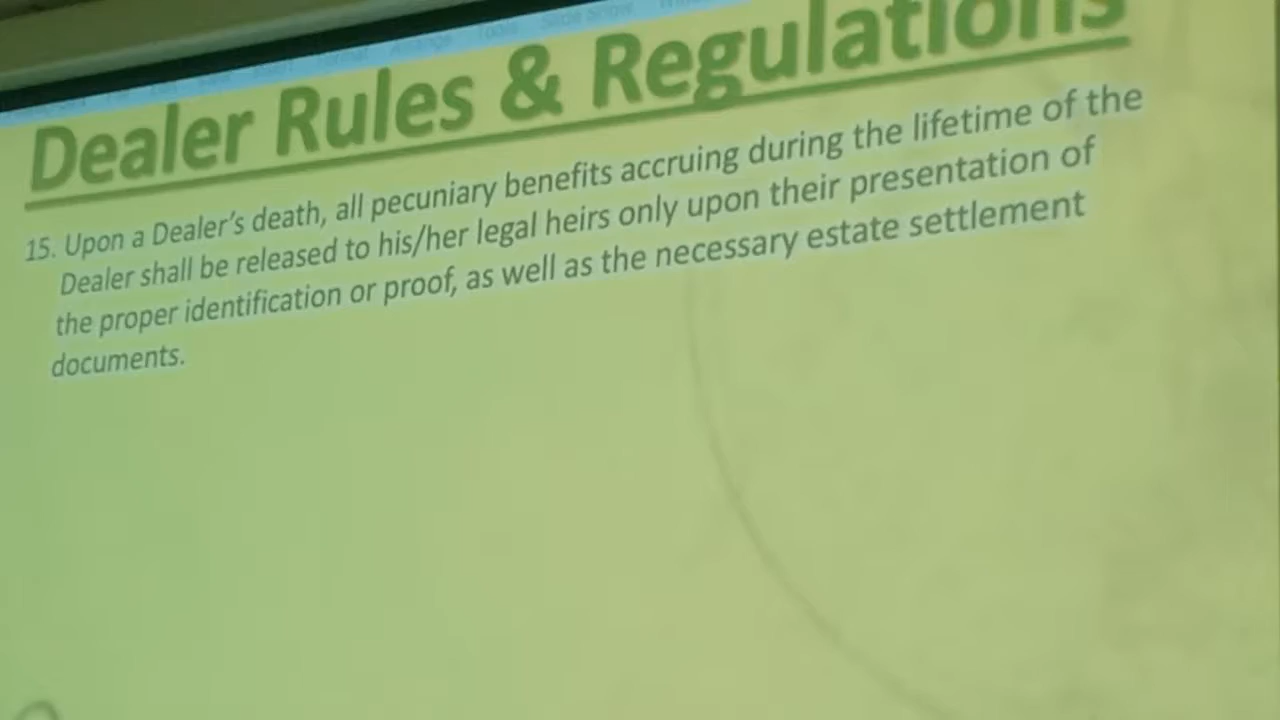 Dealer Rules & Regulations
15. Upon a Dealer's death, all pecuniary benefits accruing during the lifetime of the
Dealer shall be released to his/her legal heirs only upon their presentation of
the proper identification or proof, as well as the necessary estate settlement
documents.